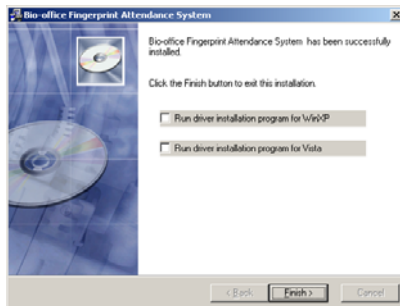 Bio-office Fingerprint Attendance System
Bio-office Fingerprint Attendance System has been successfully
installed.
Click the Finish button to exit this installation.
Run driver installation program for WinXP
Run driver installation program for Vista
< Back
Finish >
Cancel